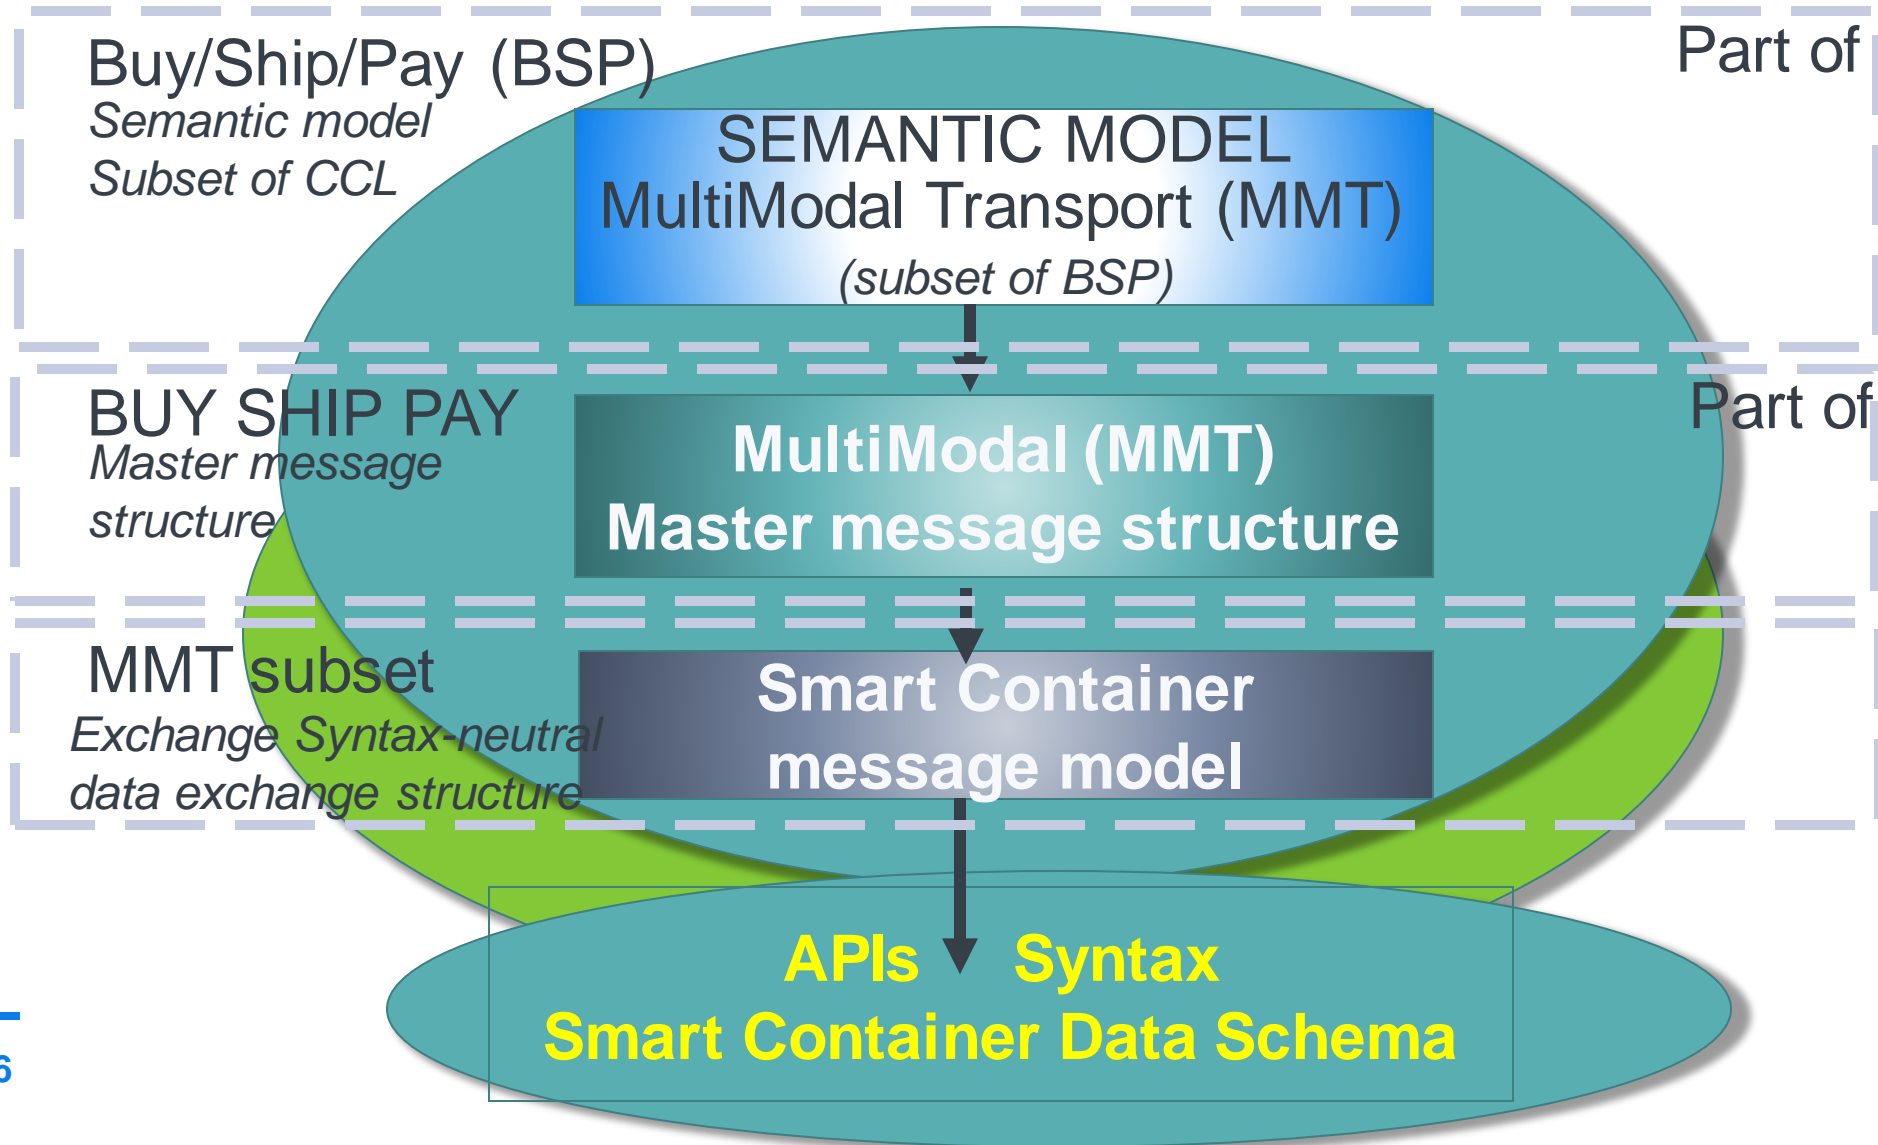 Buy/Ship/Pay (BSP)
Semantic model
Subset of CCL
Part of
SEMANTIC MODEL
MultiModal Transport (MMT)
(subset of BSP)
BUY SHIP PAY
Master message
structure
Part of
MultiModal (MMT)
Master message structure
MMT subset
Exchange Syntax-neutral
data exchange structure
Smart Container
message model
APIs Syntax
Smart Container Data Schema
6